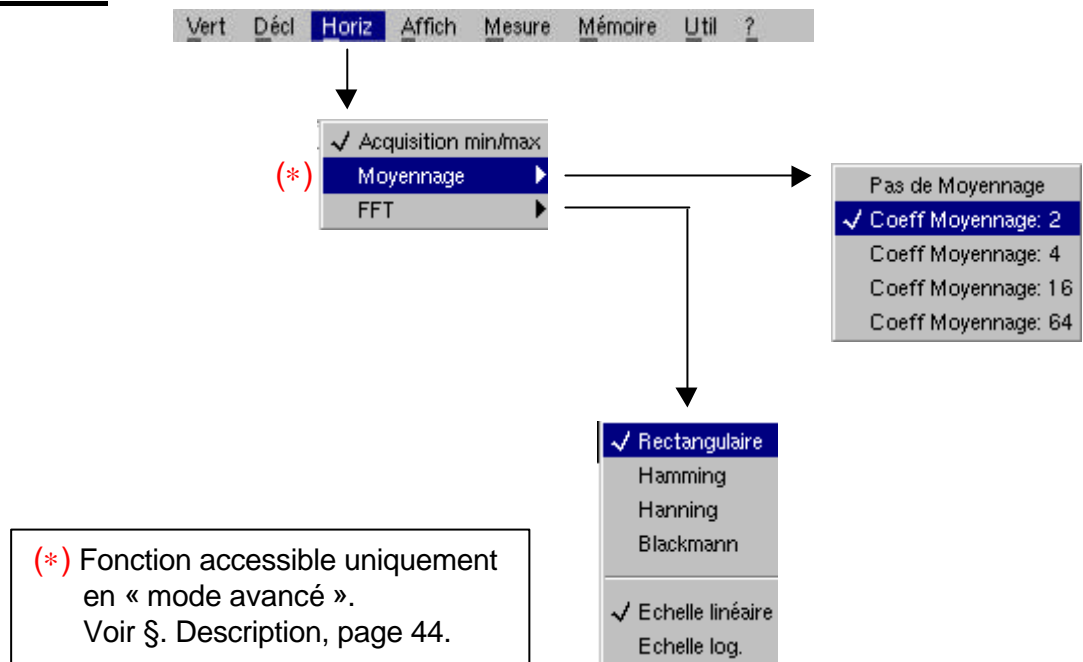 Vert Décl Horiz Affich Mesure Mémoire Util ?
✓ Acquisition min/max
(*) Moyennage
FFT
Pas de Moyennage
✓ Coeff Moyennage: 2
Coeff Moyennage: 4
Coeff Moyennage: 16
Coeff Moyennage: 64
✓ Rectangulaire
Hamming
Hanning
Blackmann
✓ Echelle linéaire
Echelle log.
(*) Fonction accessible uniquement
en « mode avancé ».
Voir §. Description, page 44.